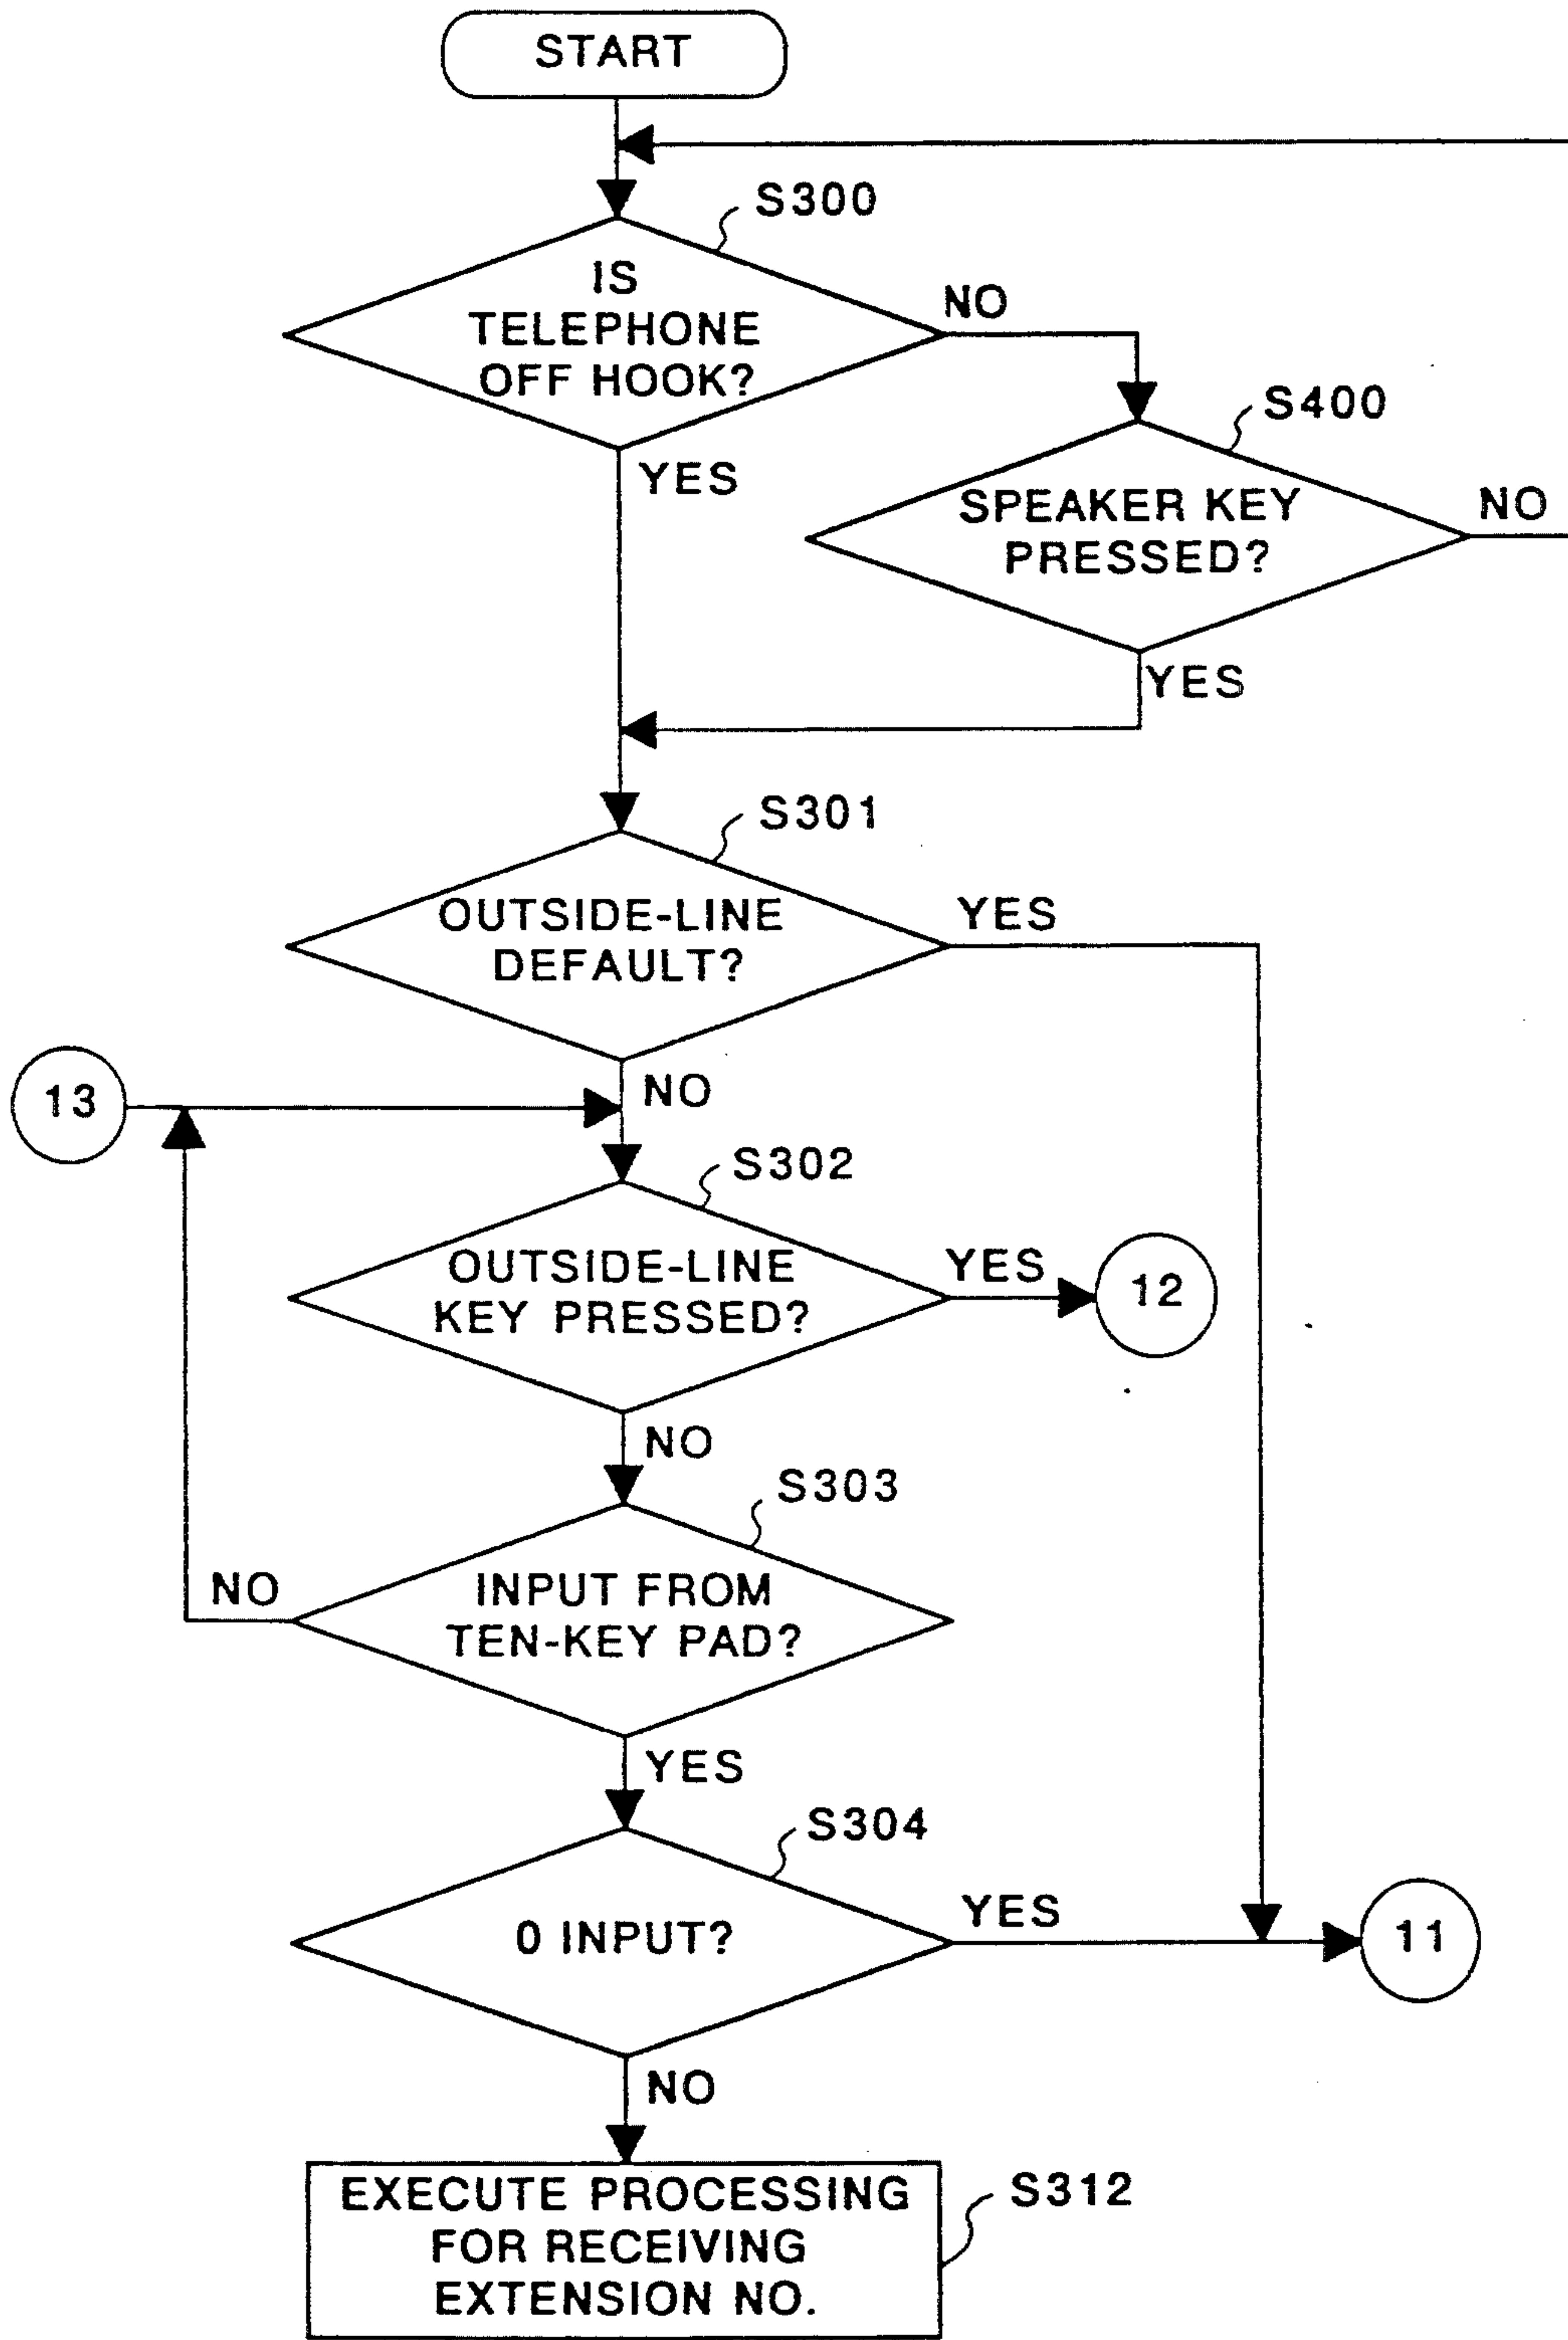 START
S300
IS
TELEPHONE
OFF HOOK?
NO
YES
S400
SPEAKER KEY
PRESSED?
NO
YES
S301
OUTSIDE-LINE
DEFAULT?
YES
NO
13
S302
OUTSIDE-LINE
KEY PRESSED?
YES
12
NO
S303
INPUT FROM
TEN-KEY PAD?
NO
YES
S304
0 INPUT?
YES
11
NO
EXECUTE PROCESSING
FOR RECEIVING
EXTENSION NO.
S312